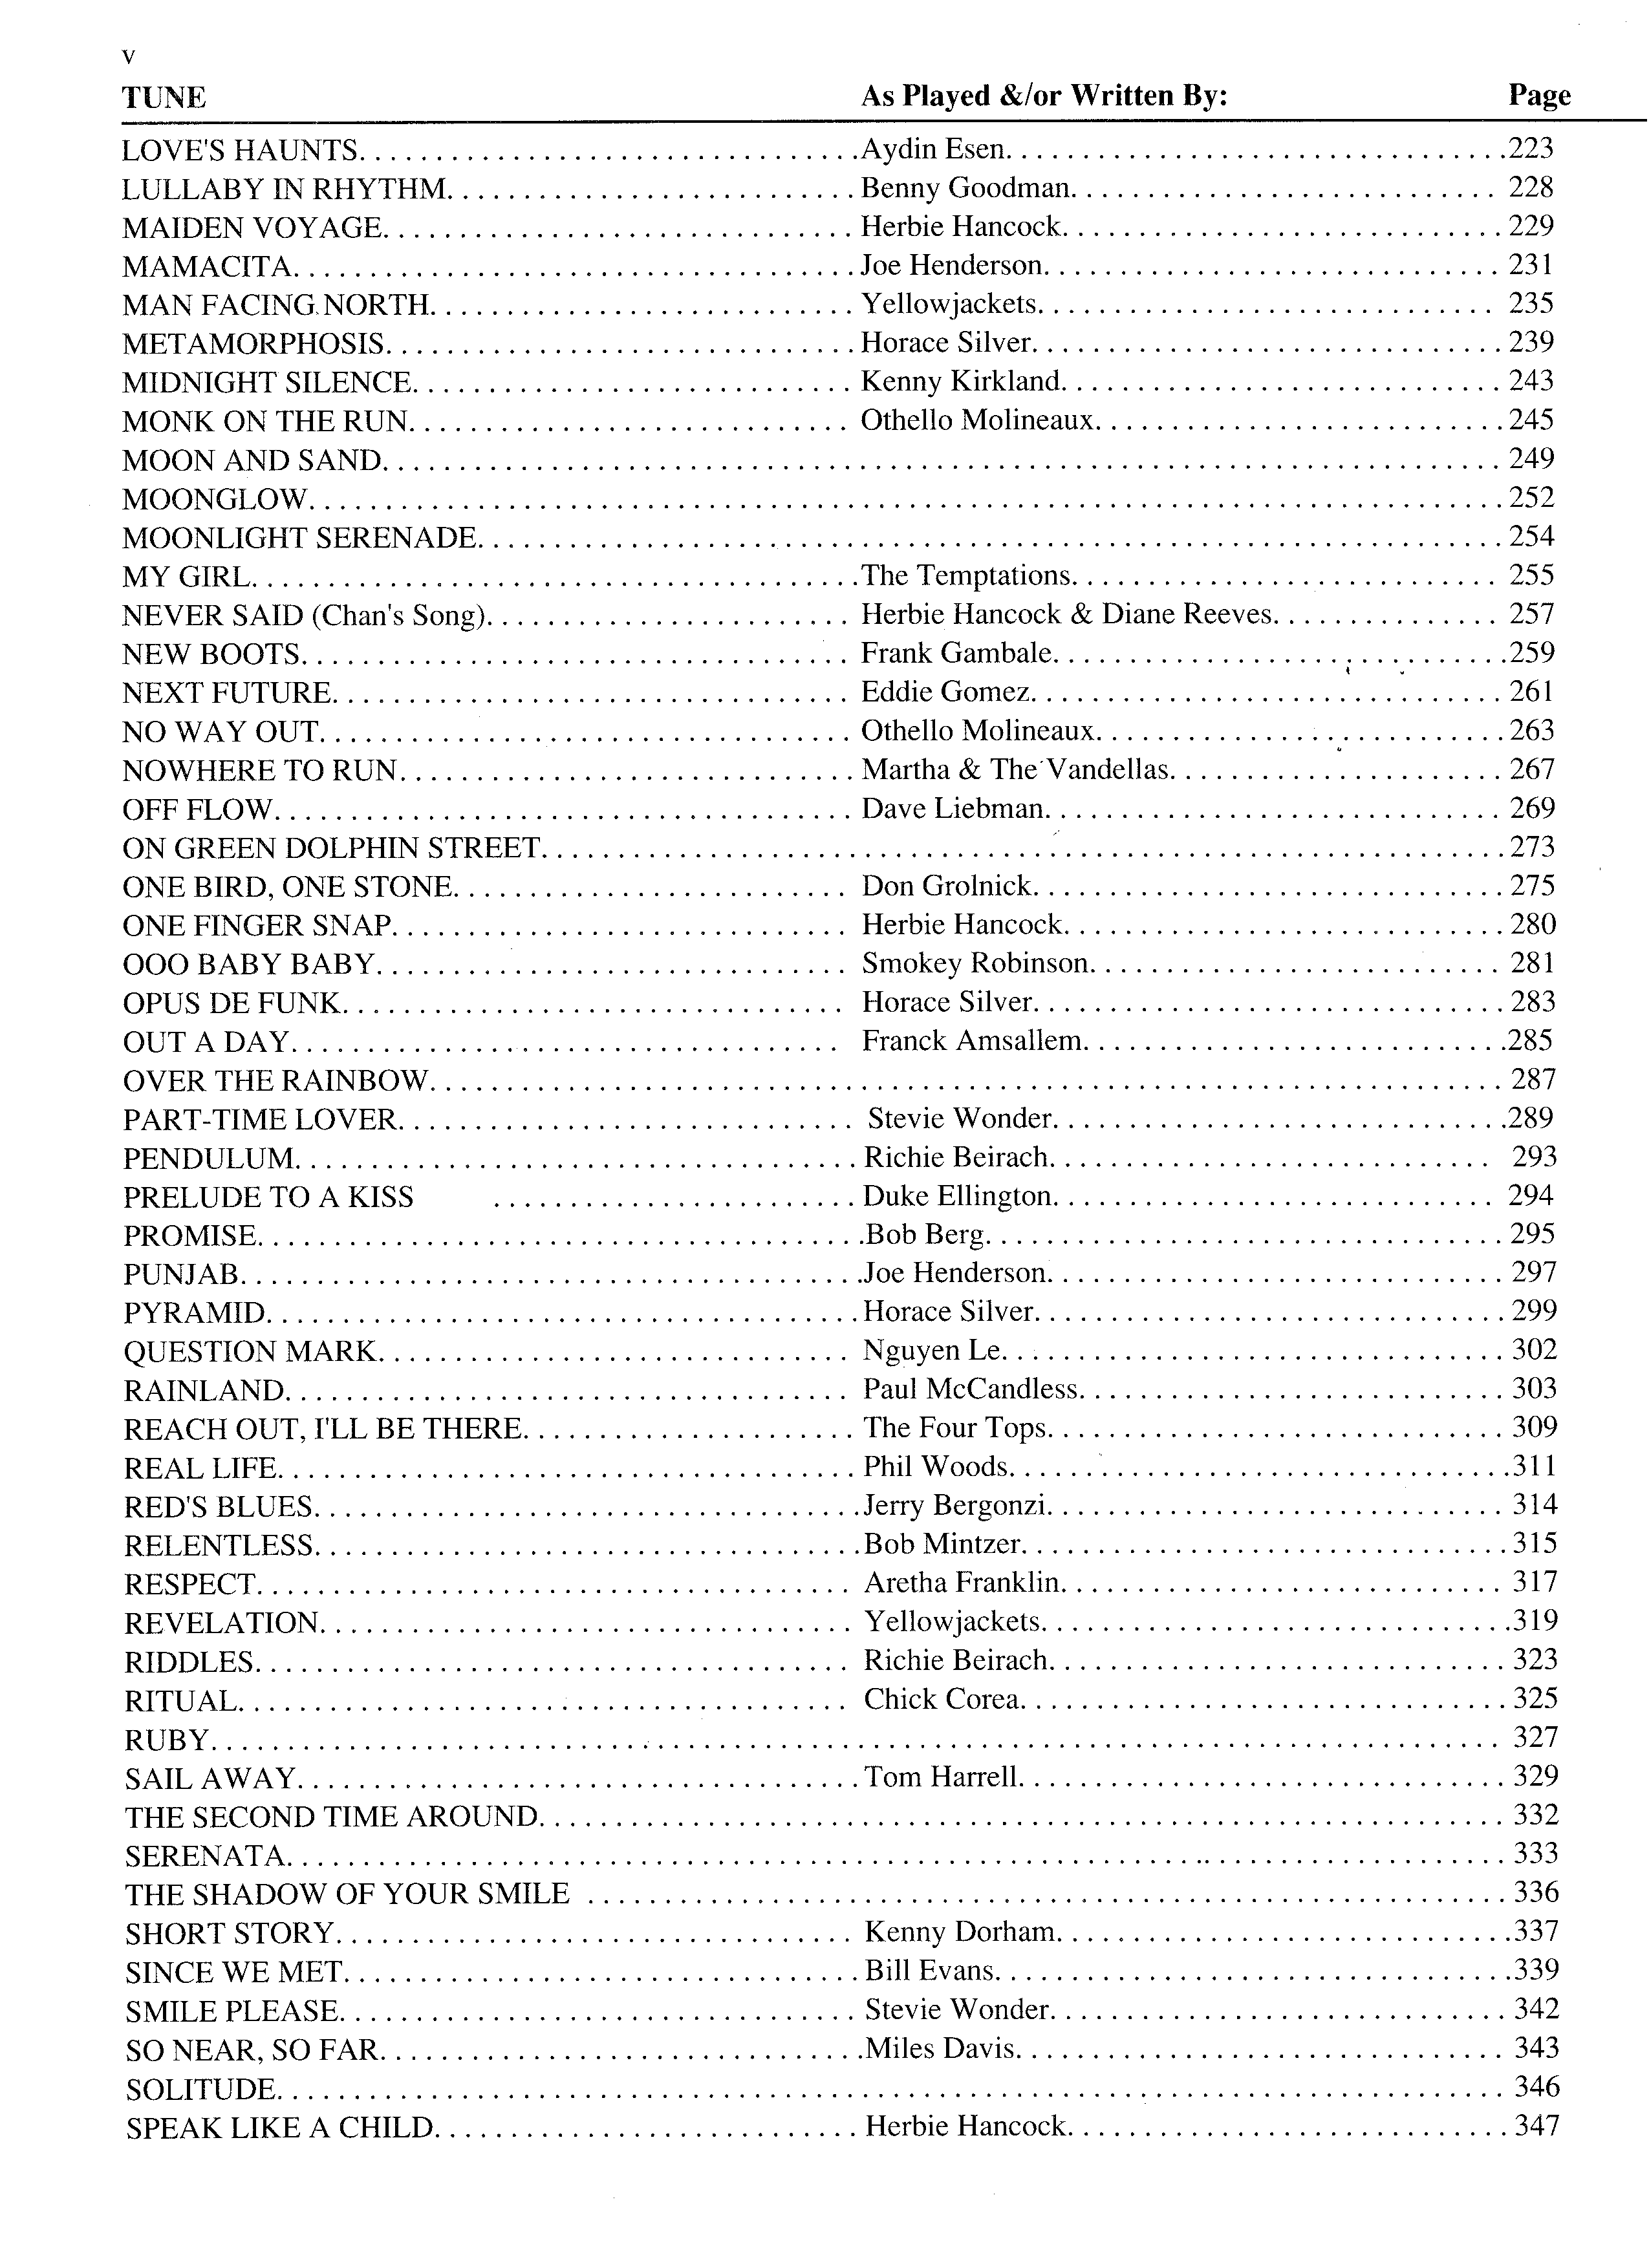 v
TUNE As Played &/or Written By: Page
LOVE'S HAUNTS. . . . . . . . . . . . . . . Aydin Esen. . . . . . . . . . . . . . . 223
LULLABY IN RHYTHM. . . . . . . . . . . . . . . Benny Goodman. . . . . . . . . . . . . . . 228
MAIDEN VOYAGE. . . . . . . . . . . . . . . Herbie Hancock. . . . . . . . . . . . . . . 229
MAMACITA. . . . . . . . . . . . . . . Joe Henderson. . . . . . . . . . . . . . . 231
MAN FACING NORTH. . . . . . . . . . . . . . . Yellowjackets. . . . . . . . . . . . . . . 235
METAMORPHOSIS. . . . . . . . . . . . . . . Horace Silver. . . . . . . . . . . . . . . 239
MIDNIGHT SILENCE. . . . . . . . . . . . . . . Kenny Kirkland. . . . . . . . . . . . . . . 243
MONK ON THE RUN. . . . . . . . . . . . . . . Othello Molineaux. . . . . . . . . . . . . . . 245
MOON AND SAND. . . . . . . . . . . . . . . 249
MOONGLOW. . . . . . . . . . . . . . . 252
MOONLIGHT SERENADE. . . . . . . . . . . . . . . 254
MY GIRL. . . . . . . . . . . . . . . The Temptations. . . . . . . . . . . . . . . 255
NEVER SAID (Chan's Song). . . . . . . . . . . . . . . Herbie Hancock & Diane Reeves. . . . . . . . . . . . . . . 257
NEW BOOTS. . . . . . . . . . . . . . . Frank Gambale. . . . . . . . . . . . . . . 259
NEXT FUTURE. . . . . . . . . . . . . . . Eddie Gomez. . . . . . . . . . . . . . . 261
NO WAY OUT. . . . . . . . . . . . . . . Othello Molineaux. . . . . . . . . . . . . . . 263
NOWHERE TO RUN. . . . . . . . . . . . . . . Martha & The Vandellas. . . . . . . . . . . . . . . 267
OFF FLOW. . . . . . . . . . . . . . . Dave Liebman. . . . . . . . . . . . . . . 269
ON GREEN DOLPHIN STREET. . . . . . . . . . . . . . . 273
ONE BIRD, ONE STONE. . . . . . . . . . . . . . . Don Grolnick. . . . . . . . . . . . . . . 275
ONE FINGER SNAP. . . . . . . . . . . . . . . Herbie Hancock. . . . . . . . . . . . . . . 280
OOO BABY BABY. . . . . . . . . . . . . . . Smokey Robinson. . . . . . . . . . . . . . . 281
OPUS DE FUNK. . . . . . . . . . . . . . . Horace Silver. . . . . . . . . . . . . . . 283
OUT A DAY. . . . . . . . . . . . . . . Franck Amsallem. . . . . . . . . . . . . . . 285
OVER THE RAINBOW. . . . . . . . . . . . . . . 287
PART-TIME LOVER. . . . . . . . . . . . . . . Stevie Wonder. . . . . . . . . . . . . . . 289
PENDULUM. . . . . . . . . . . . . . . Richie Beirach. . . . . . . . . . . . . . . 293
PRELUDE TO A KISS . . . . . . . . . . . . . . . Duke Ellington. . . . . . . . . . . . . . . 294
PROMISE. . . . . . . . . . . . . . . Bob Berg. . . . . . . . . . . . . . . 295
PUNJAB. . . . . . . . . . . . . . . Joe Henderson. . . . . . . . . . . . . . . 297
PYRAMID. . . . . . . . . . . . . . . Horace Silver. . . . . . . . . . . . . . . 299
QUESTION MARK. . . . . . . . . . . . . . . Nguyen Le. . . . . . . . . . . . . . . 302
RAINLAND. . . . . . . . . . . . . . . Paul McCandless. . . . . . . . . . . . . . . 303
REACH OUT, I'LL BE THERE. . . . . . . . . . . . . . . The Four Tops. . . . . . . . . . . . . . . 309
REAL LIFE. . . . . . . . . . . . . . . Phil Woods. . . . . . . . . . . . . . . 311
RED'S BLUES. . . . . . . . . . . . . . . Jerry Bergonzi. . . . . . . . . . . . . . . 314
RELENTLESS. . . . . . . . . . . . . . . Bob Mintzer. . . . . . . . . . . . . . . 315
RESPECT. . . . . . . . . . . . . . . Aretha Franklin. . . . . . . . . . . . . . . 317
REVELATION. . . . . . . . . . . . . . . Yellowjackets. . . . . . . . . . . . . . . 319
RIDDLES. . . . . . . . . . . . . . . Richie Beirach. . . . . . . . . . . . . . . 323
RITUAL. . . . . . . . . . . . . . . Chick Corea. . . . . . . . . . . . . . . 325
RUBY. . . . . . . . . . . . . . . 327
SAIL AWAY. . . . . . . . . . . . . . . Tom Harrell. . . . . . . . . . . . . . . 329
THE SECOND TIME AROUND. . . . . . . . . . . . . . . 332
SERENATA. . . . . . . . . . . . . . . 333
THE SHADOW OF YOUR SMILE . . . . . . . . . . . . . . . 336
SHORT STORY. . . . . . . . . . . . . . . Kenny Dorham. . . . . . . . . . . . . . . 337
SINCE WE MET. . . . . . . . . . . . . . . Bill Evans. . . . . . . . . . . . . . . 339
SMILE PLEASE. . . . . . . . . . . . . . . Stevie Wonder. . . . . . . . . . . . . . . 342
SO NEAR, SO FAR. . . . . . . . . . . . . . . Miles Davis. . . . . . . . . . . . . . . 343
SOLITUDE. . . . . . . . . . . . . . . 346
SPEAK LIKE A CHILD. . . . . . . . . . . . . . . Herbie Hancock. . . . . . . . . . . . . . . 347